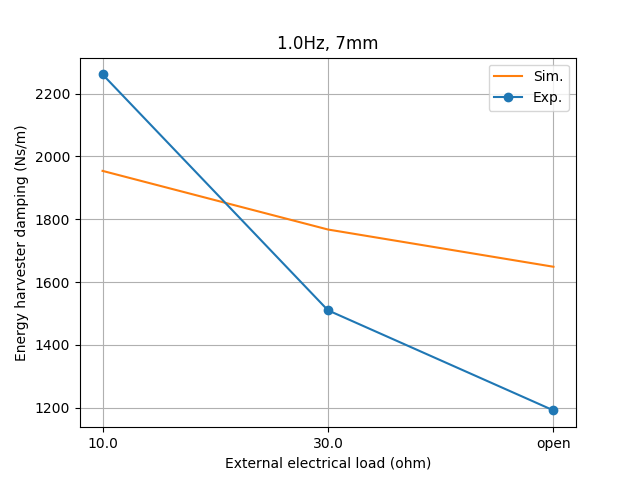 1.0Hz, 7mm
Sim.
Exp.
2200
2000
1800
1600
1400
1200
Energy harvester damping (Ns/m)
10.0
30.0
open
External electrical load (ohm)